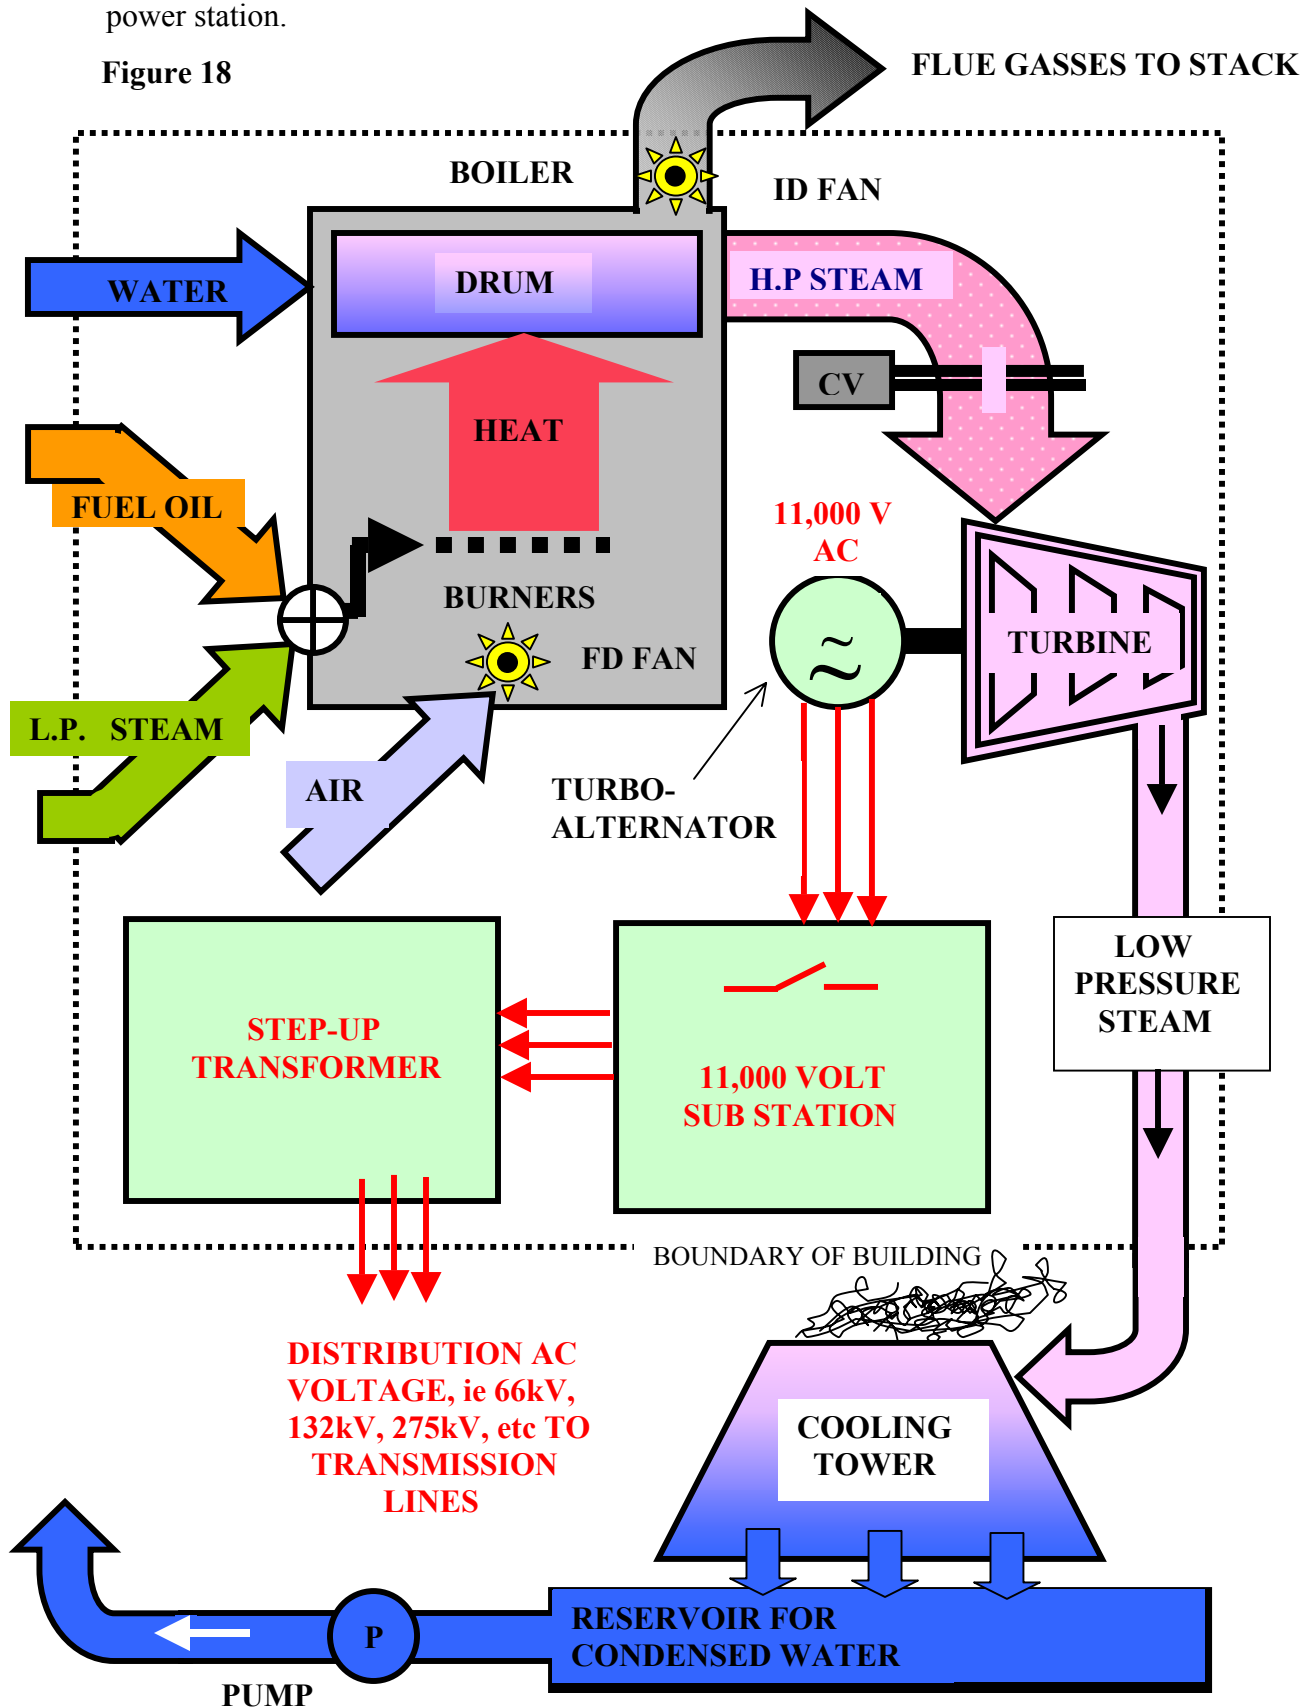 power station.
Figure 18
FLUE GASSES TO STACK
BOILER
ID FAN
WATER
DRUM
H.P STEAM
CV
HEAT
FUEL OIL
11,000 V
AC
BURNERS
FD FAN
TURBINE
L.P. STEAM
AIR
TURBO-
ALTERNATOR
LOW
PRESSURE
STEAM
STEP-UP
TRANSFORMER
11,000 VOLT
SUB STATION
BOUNDARY OF BUILDING
DISTRIBUTION AC
VOLTAGE, ie 66kV,
132kV, 275kV, etc TO
TRANSMISSION
LINES
COOLING
TOWER
RESERVOIR FOR
CONDENSED WATER
P
PUMP